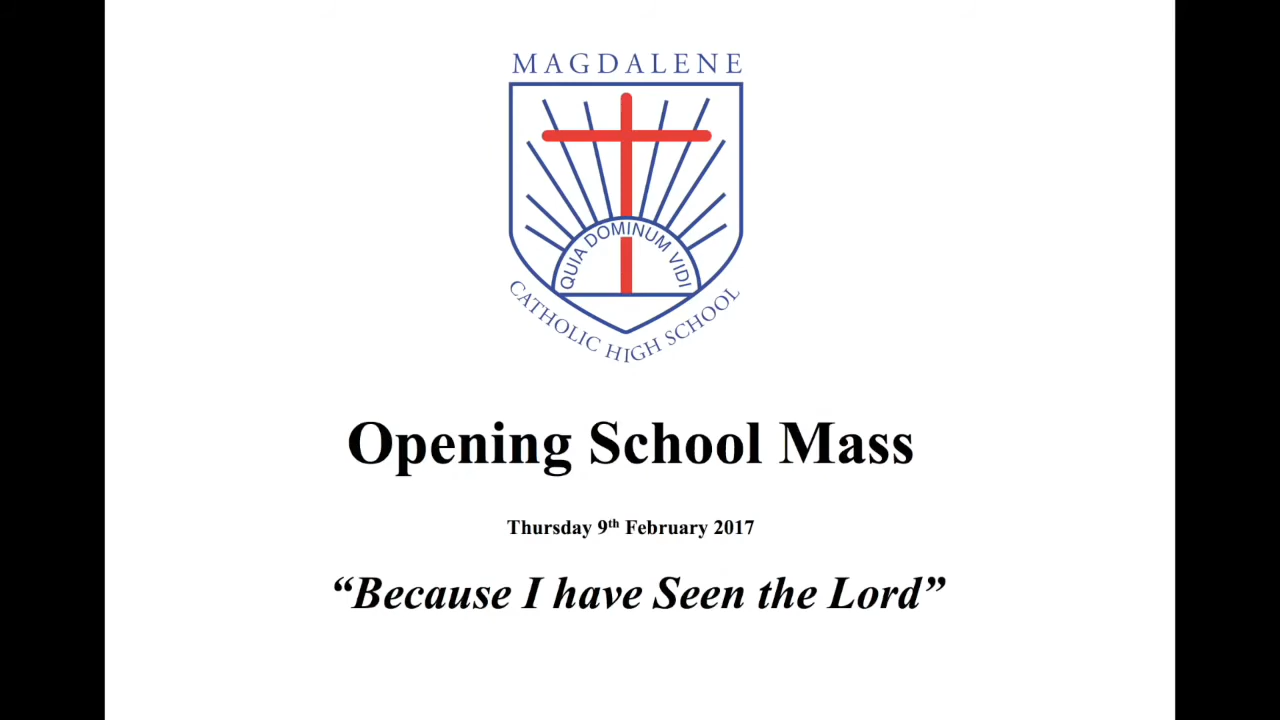 MAGDALENE
QUIA DOMINUM VIDI
CATHOLIC HIGH SCHOOL
Opening School Mass
Thursday 9th February 2017
“Because I have Seen the Lord”